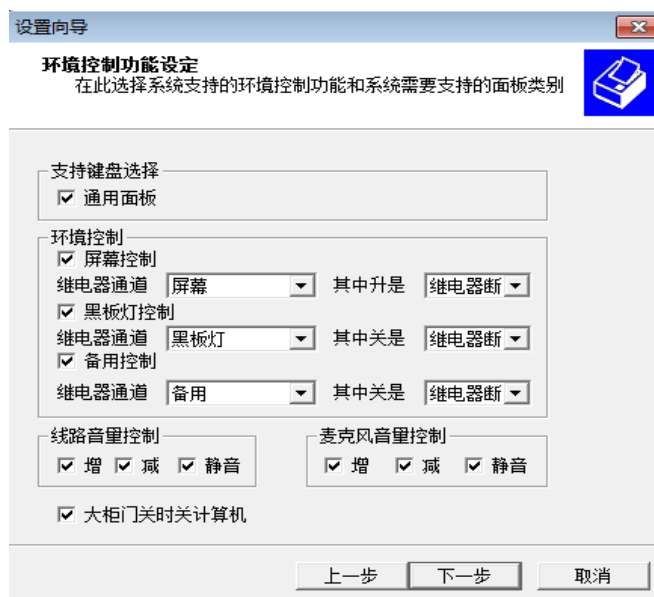 设置向导
环境控制功能设定
在此选择系统支持的环境控制功能和系统需要支持的面板类别
支持键盘选择
通用面板
环境控制
屏幕控制
继电器通道 屏幕 其中升是 继电器断
黑板灯控制
继电器通道 黑板灯 其中关是 继电器断
备用控制
继电器通道 备用 其中关是 继电器断
线路音量控制 麦克风音量控制
增 减 静音 增 减 静音
大柜门关时关计算机
上一步 下一步 取消